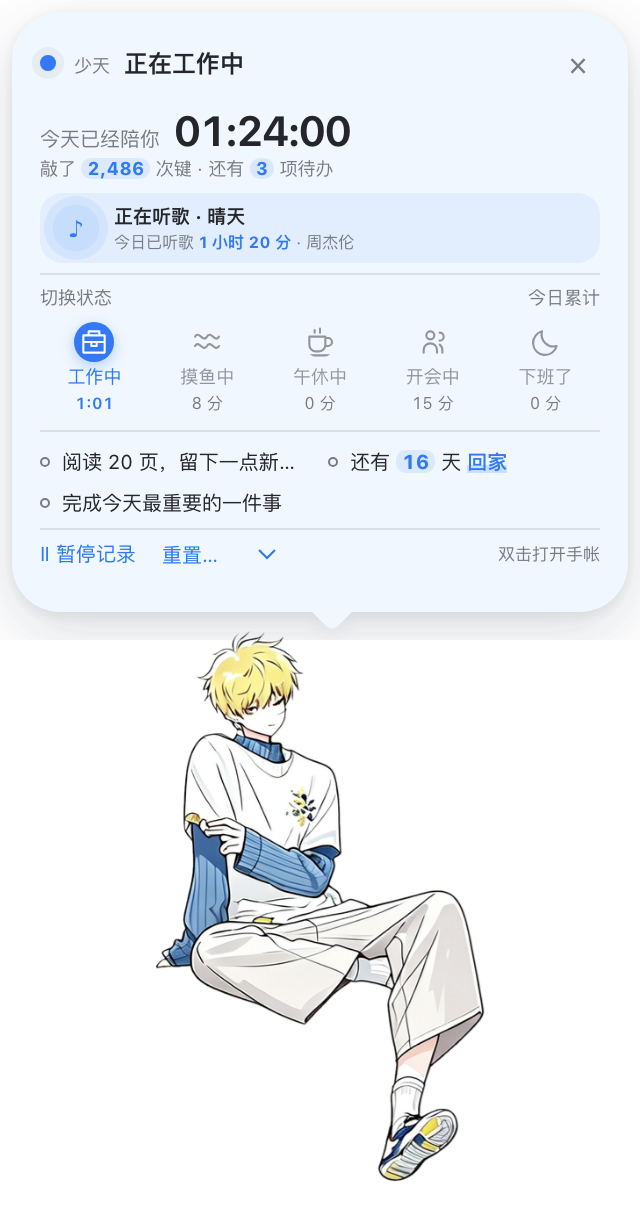 少天 正在工作中
今天已经陪你 01:24:00
敲了 2,486 次键 · 还有 3 项待办
正在听歌 · 晴天
今日已听歌 1 小时 20 分 · 周杰伦
切换状态 今日累计
工作中 摸鱼中 午休中 开会中 下班了
1:01 8 分 0 分 15 分 0 分
阅读 20 页，留下一点新... 还有 16 天 回家
完成今天最重要的一件事
暂停记录 重置... 双击打开手帐